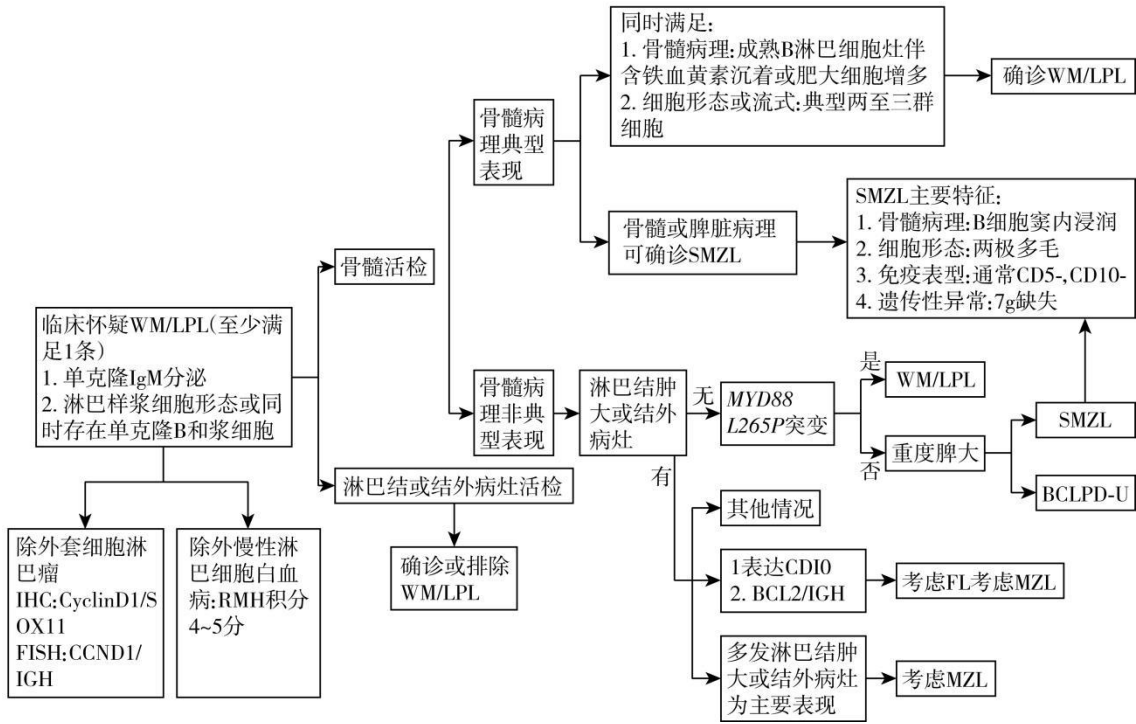 同时满足:
1. 骨髓病理:成熟B淋巴细胞灶伴
含铁血黄素沉着或肥大细胞增多
2. 细胞形态或流式:典型两至三群
细胞
确诊WM/LPL
骨髓病
理典型
表现
骨髓或脾脏病理
可确诊SMZL
SMZL主要特征:
1. 骨髓病理:B细胞窦内浸润
2. 细胞形态:两极多毛
3. 免疫表型:通常CD5-,CD10-
4. 遗传性异常:7g缺失
骨髓活检
临床怀疑WM/LPL(至少满
足1条)
1. 单克隆IgM分泌
2. 淋巴样浆细胞形态或同
时存在单克隆B和浆细胞
骨髓病
理非典
型表现
淋巴结肿
大或结外
病灶
无
MYD88
L265P突变
是
WM/LPL
否
重度脾大
SMZL
BCLPD-U
有
淋巴结或结外病灶活检
确诊或排除
WM/LPL
除外套细胞淋
巴瘤
IHC:CyclinD1/S
OX11
FISH:CCND1/
IGH
除外慢性淋
巴细胞白血
病:RMH积分
4~5分
其他情况
1表达CDI0
2. BCL2/IGH
考虑FL考虑MZL
多发淋巴结肿
大或结外病灶
为主要表现
考虑MZL